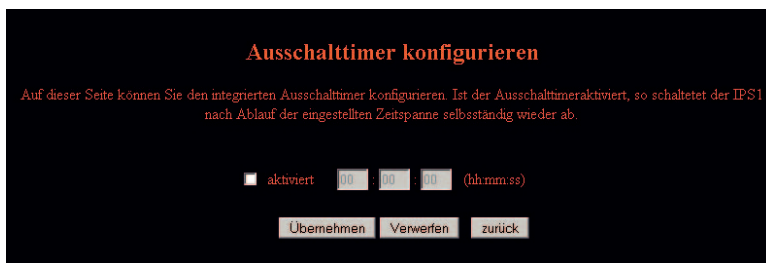 Ausschalttimer konfigurieren
Auf dieser Seite können Sie den integrierten Ausschalttimer konfigurieren. Ist der Ausschalttimeraktiviert, so schaltetet der IPS1
nach Ablauf der eingestellten Zeitspanne selbsständig wieder ab.
aktiviert 00 : 00 : 00 (hh:mm:ss)
Übernehmen Verwerfen zurück